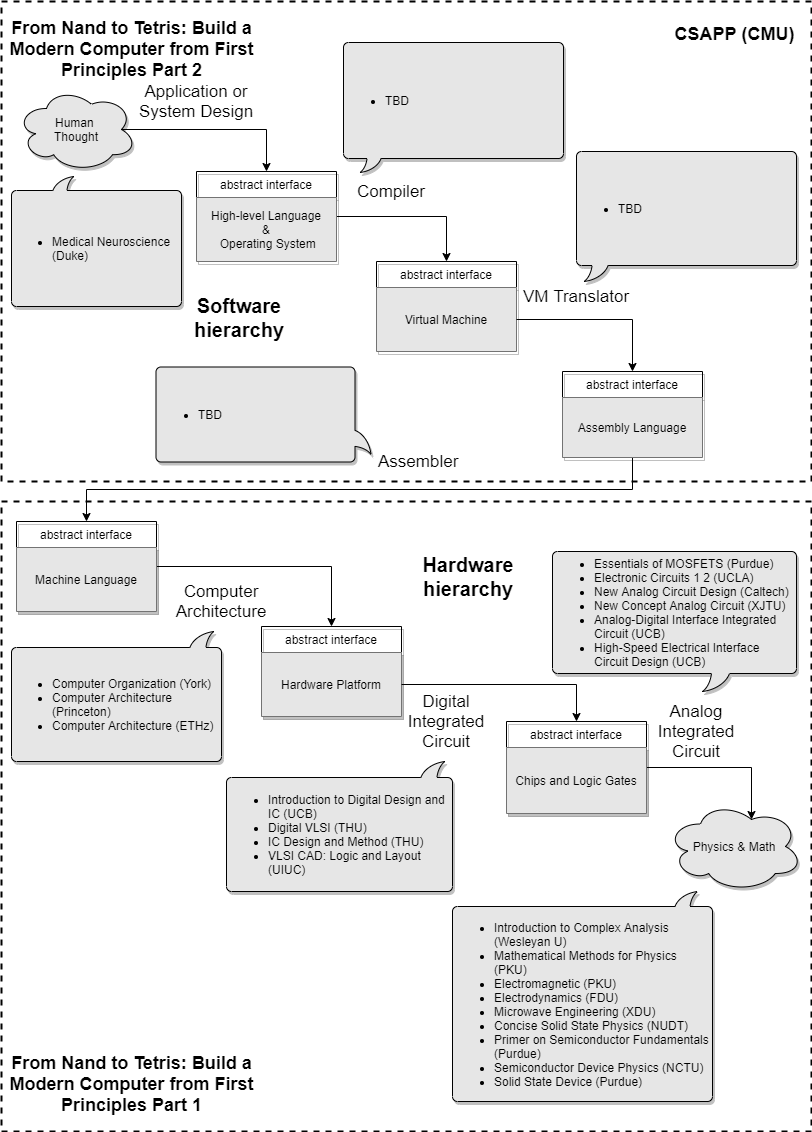 From Nand to Tetris: Build a
Modern Computer from First
Principles Part 2
CSAPP (CMU)
Application or
System Design
Human
Thought
TBD
abstract interface
High-level Language
&
Operating System
Compiler
TBD
Medical Neuroscience
(Duke)
abstract interface
Virtual Machine
VM Translator
Software
hierarchy
abstract interface
Assembly Language
TBD
Assembler
abstract interface
Machine Language
Hardware
hierarchy
Computer
Architecture
Essentials of MOSFETS (Purdue)
Electronic Circuits 1 2 (UCLA)
New Analog Circuit Design (Caltech)
New Concept Analog Circuit (XJTU)
Analog-Digital Interface Integrated
Circuit (UCB)
High-Speed Electrical Interface
Circuit Design (UCB)
abstract interface
Hardware Platform
Computer Organization (York)
Computer Architecture
(Princeton)
Computer Architecture (ETHz)
Digital
Integrated
Circuit
Analog
Integrated
Circuit
abstract interface
Chips and Logic Gates
Introduction to Digital Design and
IC (UCB)
Digital VLSI (THU)
IC Design and Method (THU)
VLSI CAD: Logic and Layout
(UIUC)
Physics & Math
Introduction to Complex Analysis
(Wesleyan U)
Mathematical Methods for Physics
(PKU)
Electromagnetic (PKU)
Electrodynamics (FDU)
Microwave Engineering (XDU)
Concise Solid State Physics (NUDT)
Primer on Semiconductor Fundamentals
(Purdue)
Semiconductor Device Physics (NCTU)
Solid State Device (Purdue)
From Nand to Tetris: Build a
Modern Computer from First
Principles Part 1